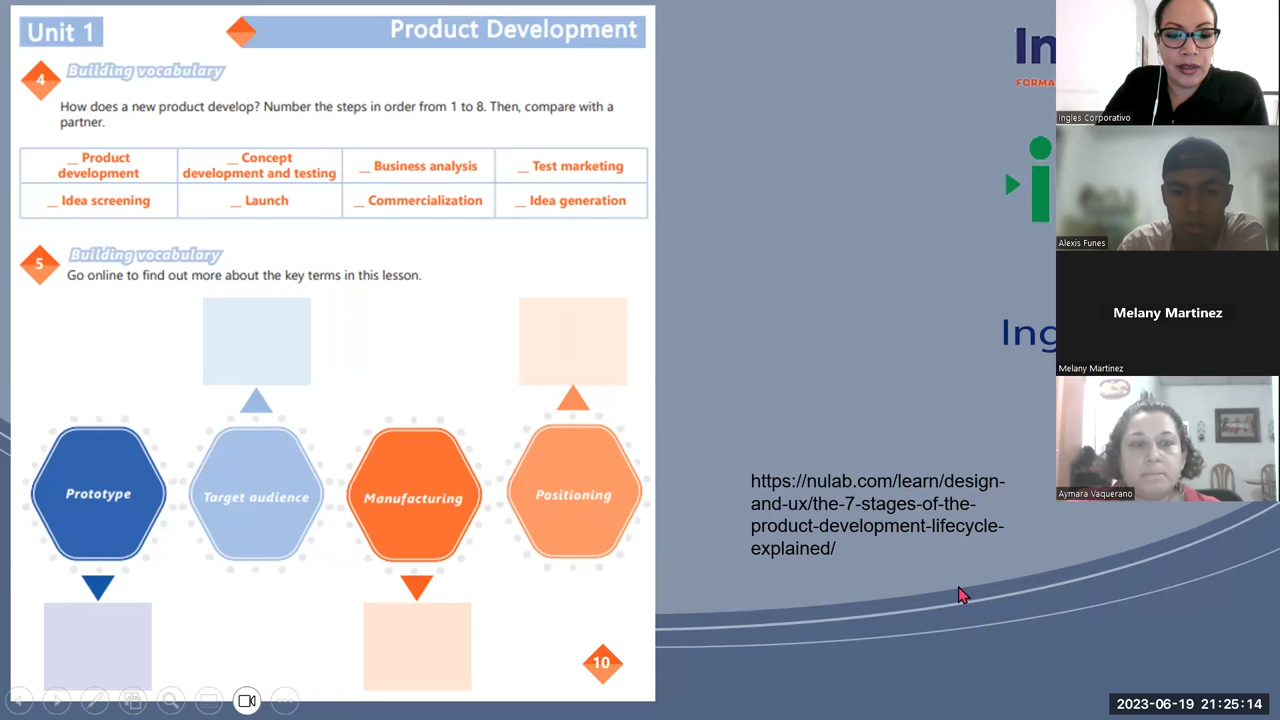 Unit 1
Product Development
4
Building vocabulary
How does a new product develop? Number the steps in order from 1 to 8. Then, compare with a
partner.
__ Product
development
__ Concept
development and testing
__ Business analysis
__ Test marketing
__ Idea screening
__ Launch
__ Commercialization
__ Idea generation
5
Building vocabulary
Go online to find out more about the key terms in this lesson.
Prototype
Target audience
Manufacturing
Positioning
10
https://nulab.com/learn/design-
and-ux/the-7-stages-of-the-
product-development-lifecycle-
explained/
In
FORMA
i
Ing
Ingles Corporativo
Alexis Funes
Melany Martinez
Melany Martinez
Aymara Vaquerano
2023-06-19 21:25:14